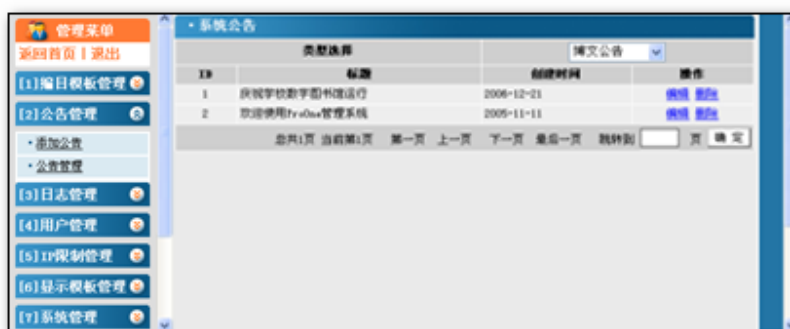 管理菜单
返回首页 | 退出
[1]编目模板管理
[2]公告管理
·添加公告
·公告管理
[3]日志管理
[4]用户管理
[5]IP限制管理
[6]显示模板管理
[7]系统管理
·系统公告
类型选择 博文公告
ID 标题 创建时间 操作
1 庆祝学校数字图书馆运行 2006-12-21 编辑 删除
2 欢迎使用ProOne管理系统 2005-11-11 编辑 删除
总共1页 当前第1页 第一页 上一页 下一页 最后一页 跳转到 页 确 定